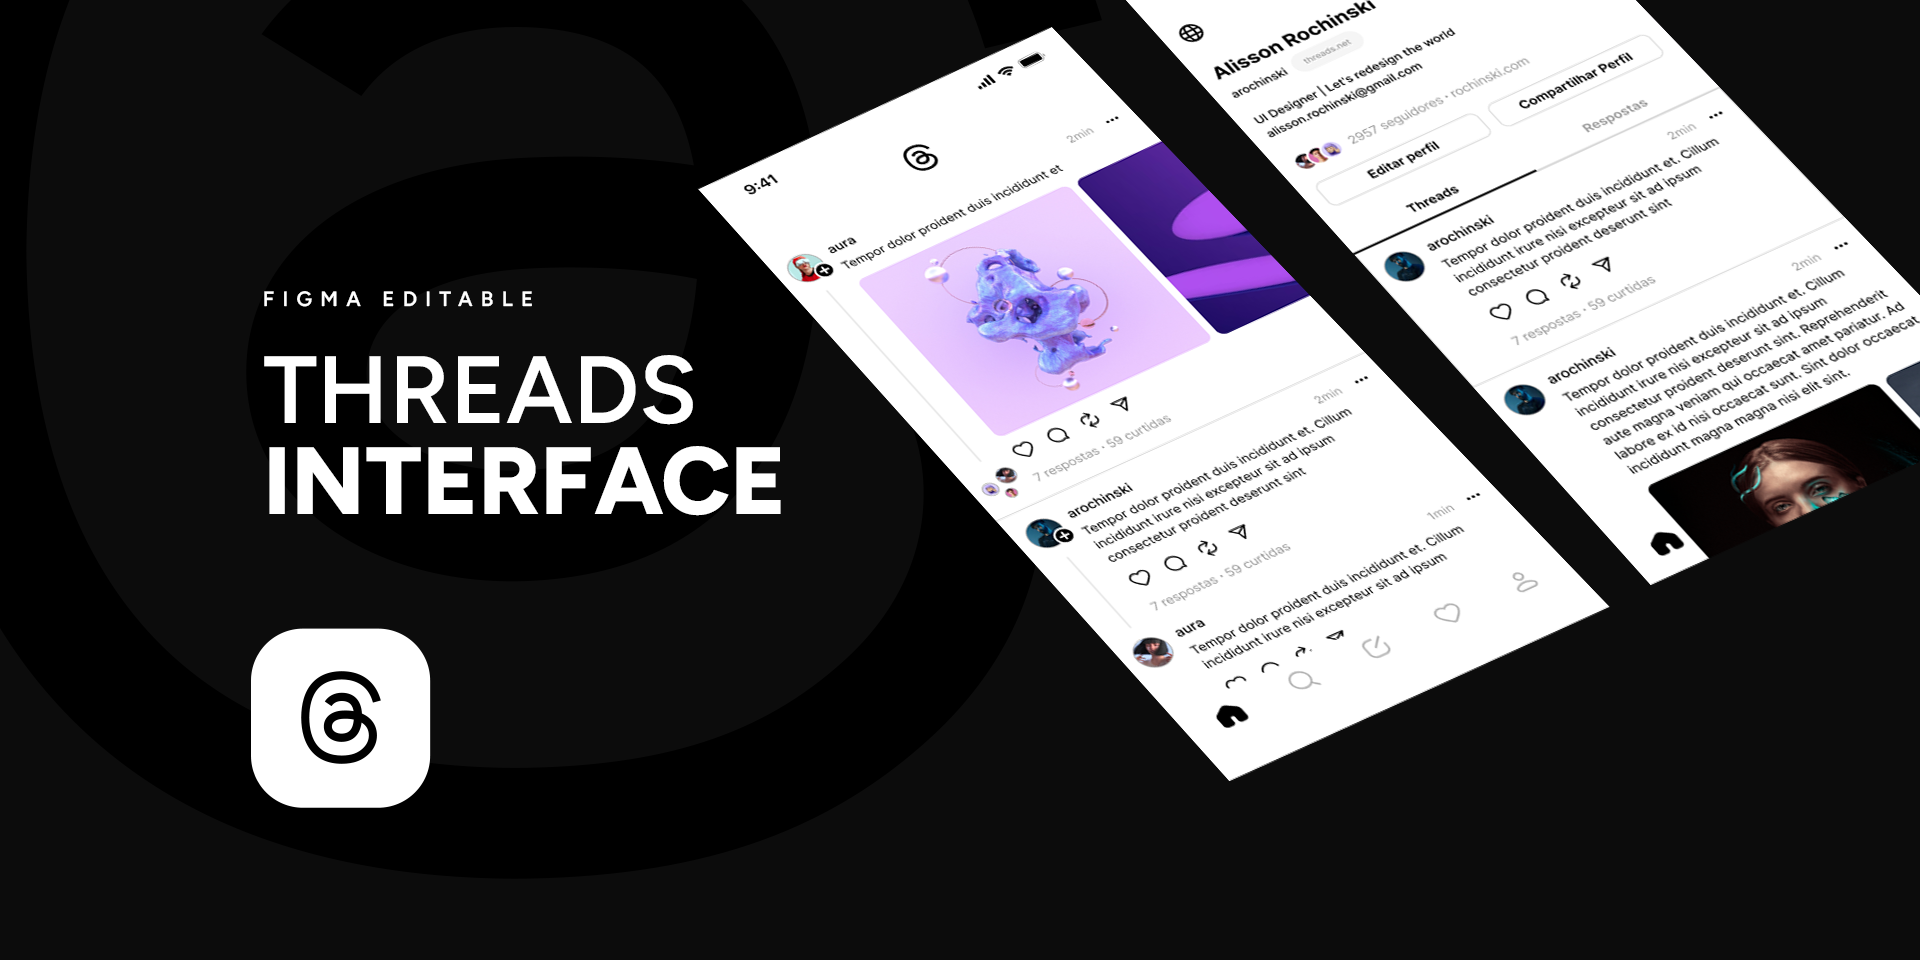 FIGMA EDITABLE
THREADS
INTERFACE
9:41
aura
2min
Tempor dolor proident duis incididunt et
7 respostas · 59 curtidas
arochinski
2min
Tempor dolor proident duis incididunt et. Cillum
incididunt irure nisi excepteur sit ad ipsum
consectetur proident deserunt sint
7 respostas · 59 curtidas
aura
1min
Tempor dolor proident duis incididunt et. Cillum
incididunt irure nisi excepteur sit ad ipsum
Alisson Rochinski
arochinski threads.net
UI Designer | Let's redesign the world
alisson.rochinski@gmail.com
2957 seguidores · rochinski.com
Editar perfil
Compartilhar Perfil
Threads
Respostas
arochinski
2min
Tempor dolor proident duis incididunt et. Cillum
incididunt irure nisi excepteur sit ad ipsum
consectetur proident deserunt sint
7 respostas · 59 curtidas
arochinski
2min
Tempor dolor proident duis incididunt et. Cillum
incididunt irure nisi excepteur sit ad ipsum
consectetur proident deserunt sint. Reprehenderit
aute magna veniam qui occaecat amet pariatur. Ad
labore ex id nisi occaecat sunt. Sint dolor occaecat
incididunt magna magna nisi elit sint.